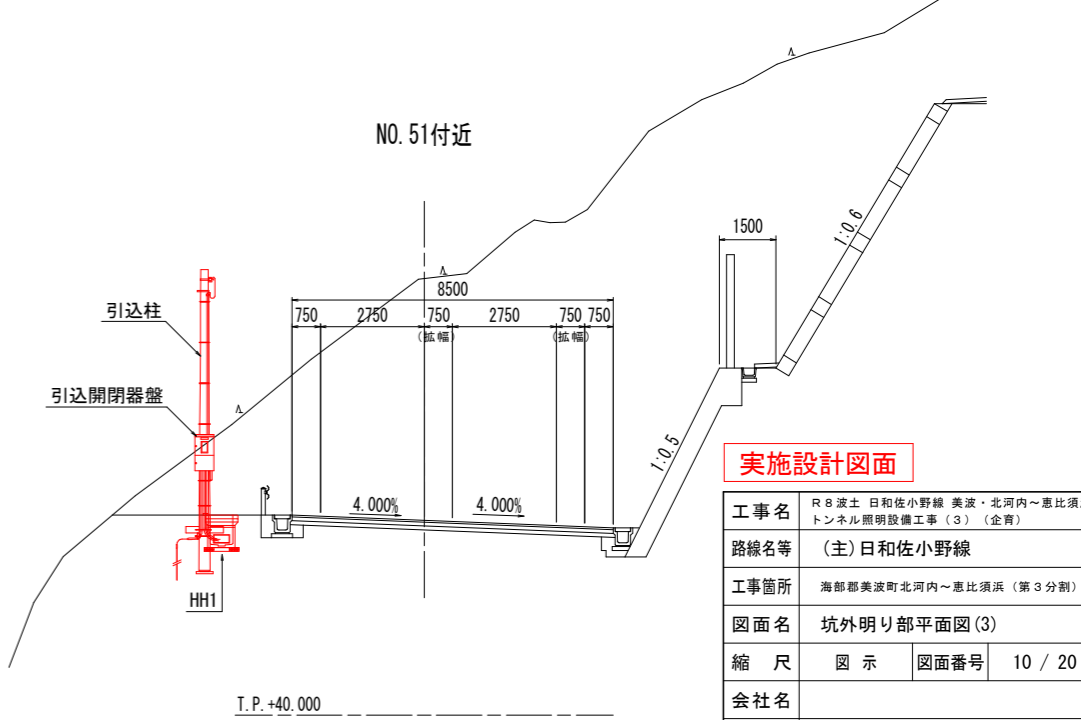 NO.51付近
1500
1:0.6
8500
750 2750 750 2750 750 750
(拡幅) (拡幅)
引込柱
引込開閉器盤
1:0.5
4.000% 4.000%
HH1
T.P.+40.000
実施設計図面
工事名 R8波土 日和佐小野線 美波・北河内~恵比須
トンネル照明設備工事(3)(企育)
路線名等 (主)日和佐小野線
工事箇所 海部郡美波町北河内~恵比須浜(第3分割)
図面名 坑外明り部平面図(3)
縮 尺 図 示 図面番号 10 / 20
会社名